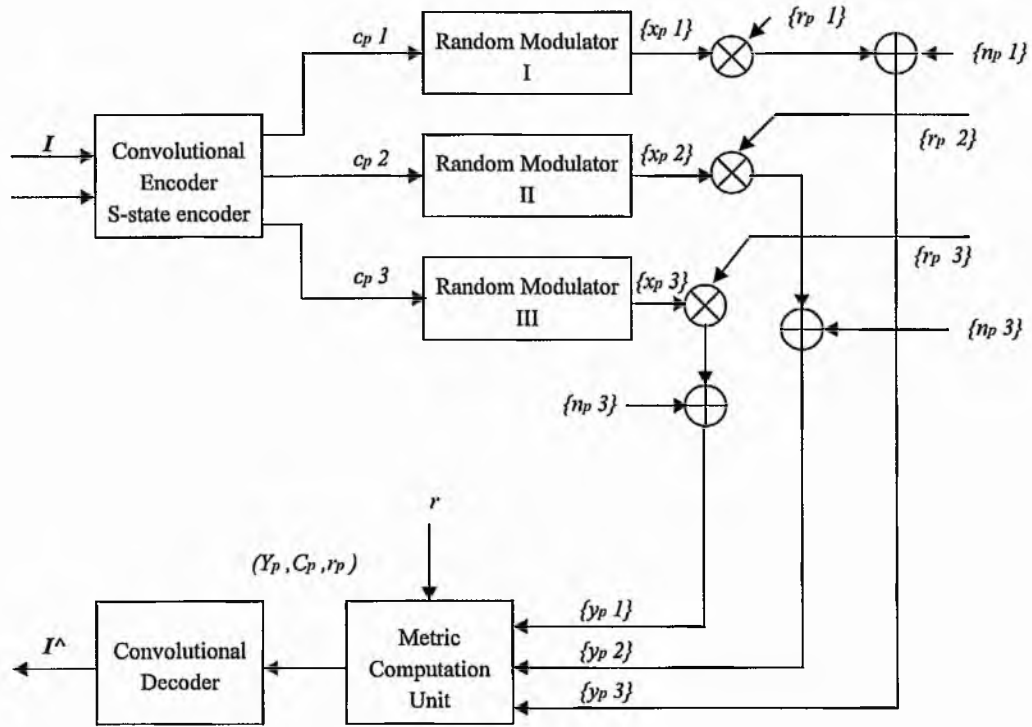 {rp 1}
cp 1
Random Modulator
I
{xp 1}
{np 1}
I
Convolutional
Encoder
S-state encoder
cp 2
Random Modulator
II
{xp 2}
{rp 2}
cp 3
Random Modulator
III
{xp 3}
{rp 3}
{np 3}
{np 3}
r
(Yp , Cp , rp )
I^
Convolutional
Decoder
Metric
Computation
Unit
{yp 1}
{yp 2}
{yp 3}